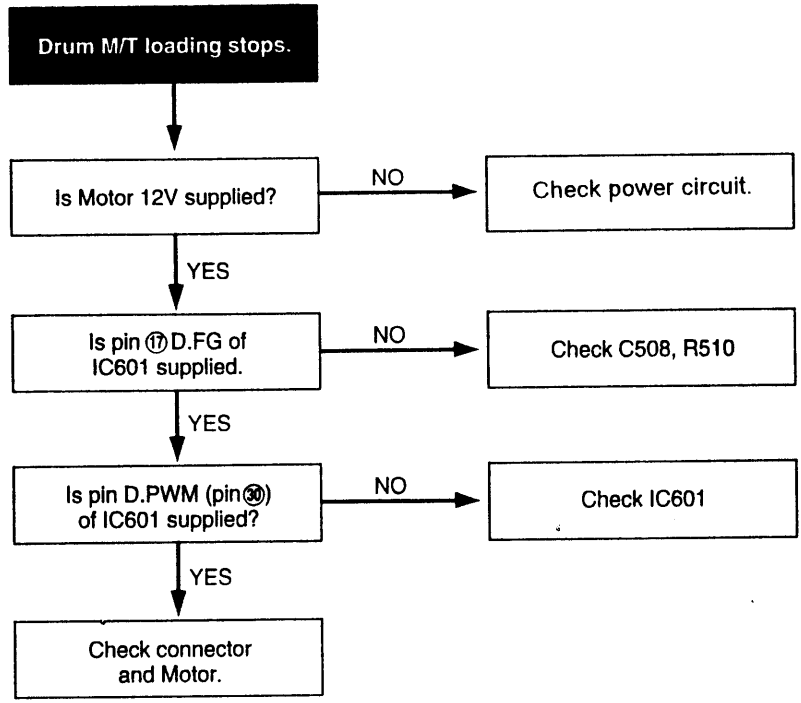 Drum M/T loading stops.
Is Motor 12V supplied?
NO
Check power circuit.
YES
Is pin ⑰ D.FG of
IC601 supplied.
NO
Check C508, R510
YES
Is pin D.PWM (pin㉚)
of IC601 supplied?
NO
Check IC601
YES
Check connector
and Motor.